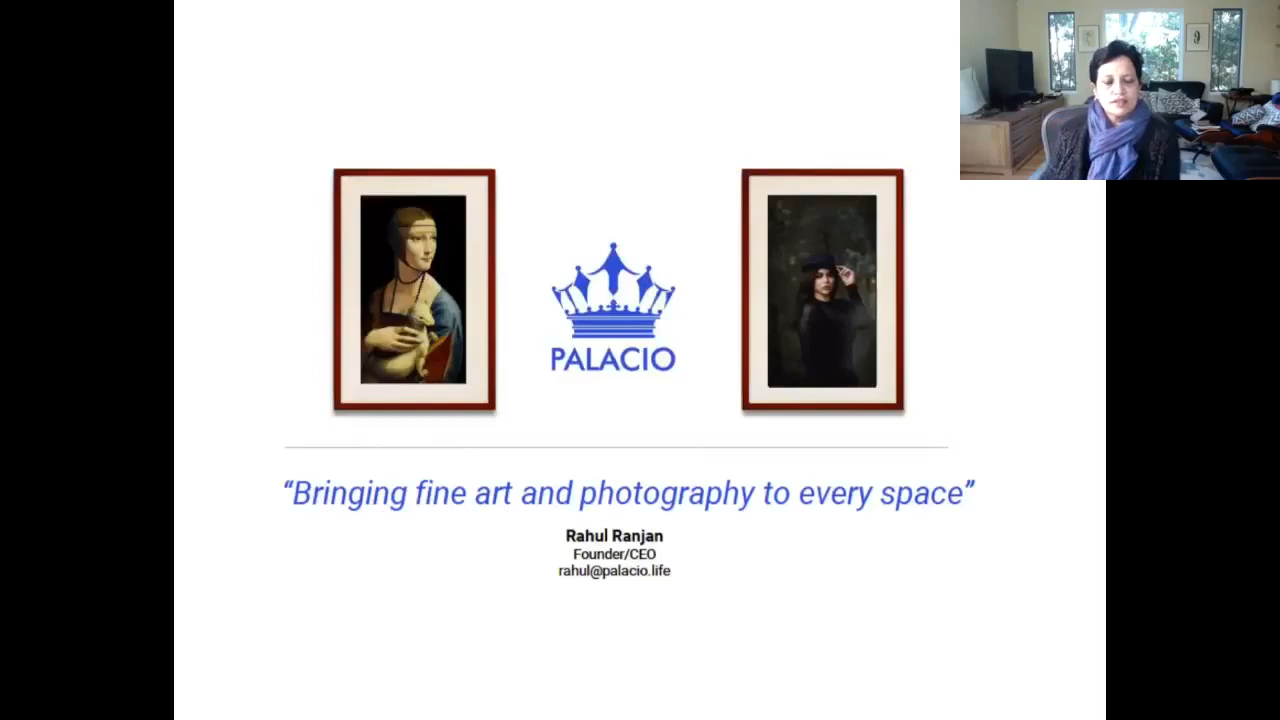 PALACIO
“Bringing fine art and photography to every space”
Rahul Ranjan
Founder/CEO
rahul@palacio.life